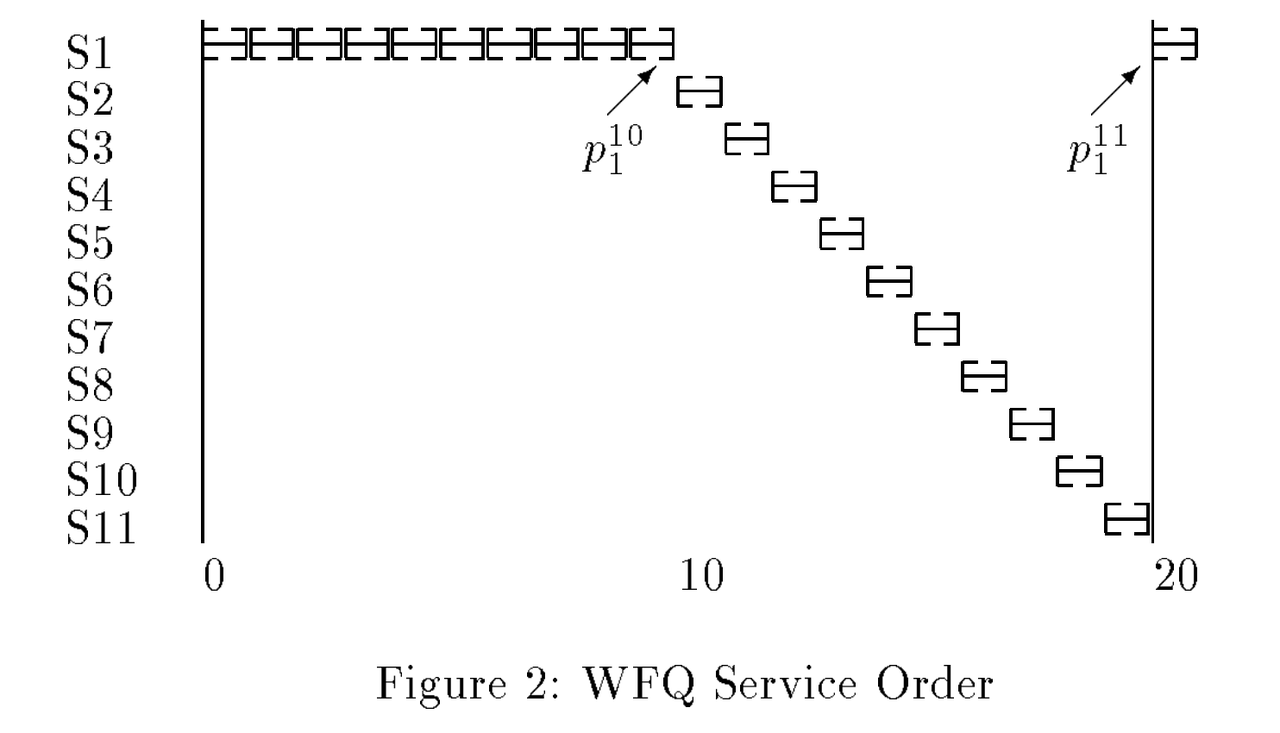 S1
S2
S3
p_1^{10}
p_1^{11}
S4
S5
S6
S7
S8
S9
S10
S11
0 10 20
Figure 2: WFQ Service Order